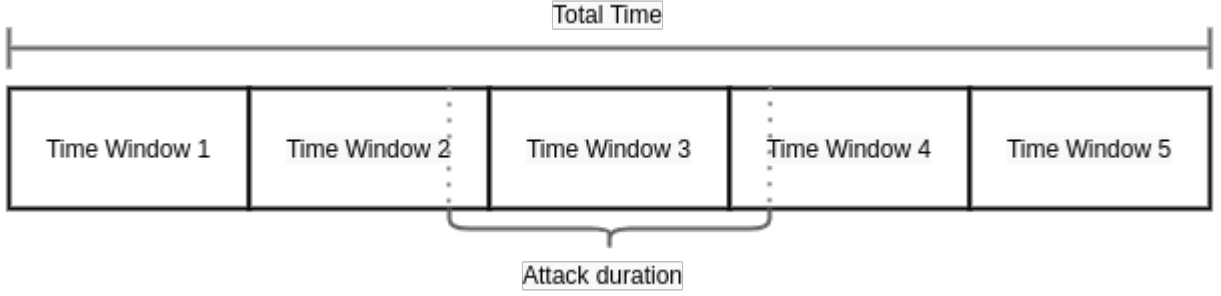 Total Time
Time Window 1
Time Window 2
Time Window 3
Time Window 4
Time Window 5
Attack duration